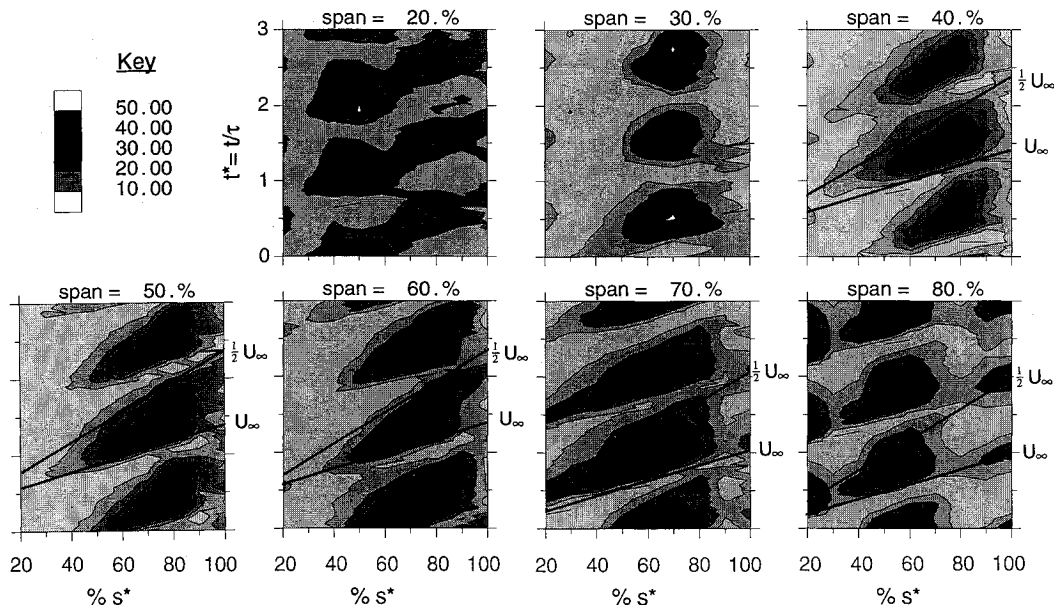 span = 20.%
span = 30.%
span = 40.%
Key
50.00
40.00
30.00
20.00
10.00
t* = t/τ
3
2
1
0
½ U∞
U∞
span = 50.%
span = 60.%
span = 70.%
span = 80.%
½ U∞
U∞
½ U∞
U∞
½ U∞
U∞
½ U∞
U∞
20 40 60 80 100
20 40 60 80 100
20 40 60 80 100
20 40 60 80 100
% s*
% s*
% s*
% s*